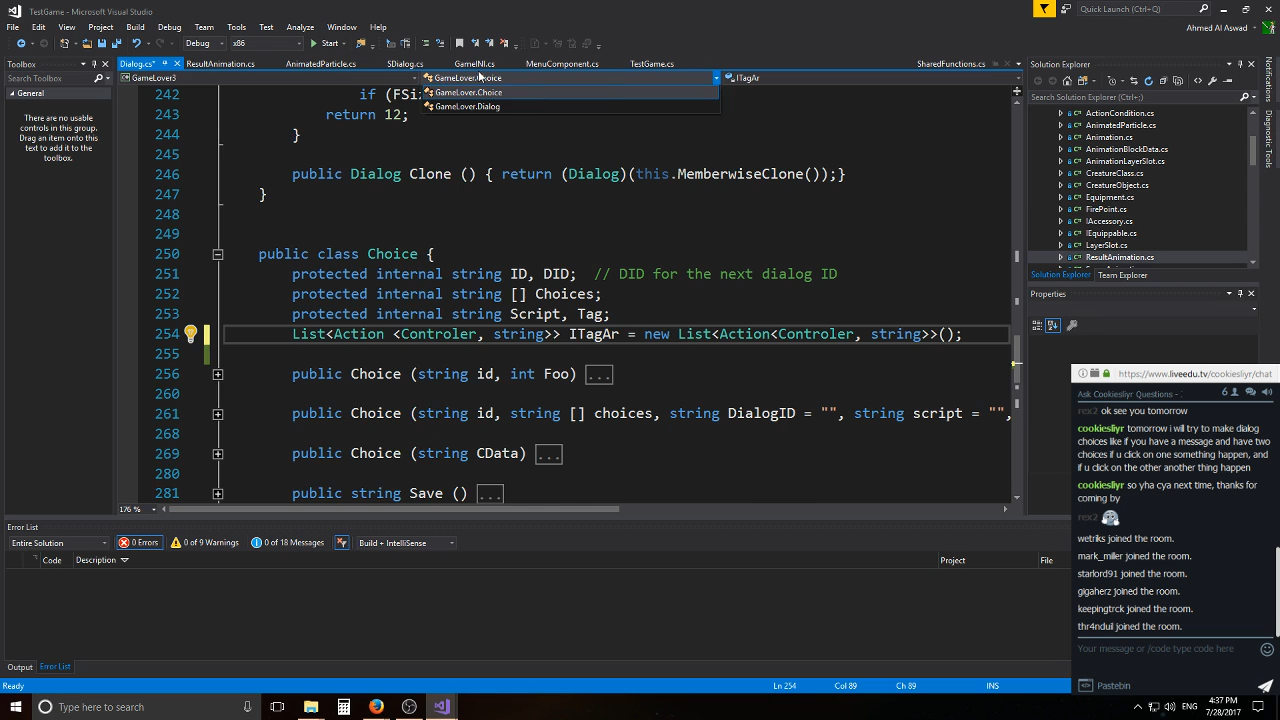 TestGame - Microsoft Visual Studio
Quick Launch (Ctrl+Q)
File Edit View Project Build Debug Team Tools Test Analyze Window Help
Ahmed Al Aswad
Debug x86 Start
Toolbox
Search Toolbox
General
There are no usable
controls in this group.
Drag an item onto this
text to add it to the
toolbox.
Dialog.cs* ResultAnimation.cs AnimatedParticle.cs SDialog.cs GameINI.cs MenuComponent.cs TestGame.cs SharedFunctions.cs
GameLover3 GameLover.Choice ITagAr
GameLover.Choice
GameLover.Dialog
242 if (FSi
243 return 12;
244 }
245
246 public Dialog Clone () { return (Dialog)(this.MemberwiseClone());}
247 }
248
249
250 public class Choice {
251 protected internal string ID, DID; // DID for the next dialog ID
252 protected internal string [] Choices;
253 protected internal string Script, Tag;
254 List<Action <Controler, string>> ITagAr = new List<Action<Controler, string>>();
255
256 public Choice (string id, int Foo) ...
260
261 public Choice (string id, string [] choices, string DialogID = "", string script = "",
268
269 public Choice (string CData) ...
280
281 public string Save () ...
176 %
Solution Explorer
Search Solution Explorer
ActionCondition.cs
AnimatedParticle.cs
Animation.cs
AnimationBlockData.cs
AnimationLayerSlot.cs
CreatureClass.cs
CreatureObject.cs
Equipment.cs
FirePoint.cs
IAccessory.cs
IEquippable.cs
LayerSlot.cs
ResultAnimation.cs
Solution Explorer Team Explorer
Properties
Notifications
Diagnostic Tools
Error List
Entire Solution 0 Errors 0 of 9 Warnings 0 of 18 Messages Build + IntelliSense
Code Description Project File
Output Error List
Ready Ln 254 Col 89 Ch 89 INS
https://www.liveedu.tv/cookiesliyr/chat
Ask Cookiesliyr Questions - . 6
rex2 ok see you tomorrow
cookiesliyr tomorrow i will try to make dialog
choices like if you have a message and have two
choices if u click on one something happen, and
if u click on the other another thing happen
cookiesliyr so yha cya next time, thanks for
coming by
rex2
wetriks joined the room.
mark_miller joined the room.
starlord91 joined the room.
gigaherz joined the room.
keepingtrck joined the room.
thr4nduil joined the room.
Your message or /code type code here
Pastebin
Type here to search
4:37 PM
7/28/2017